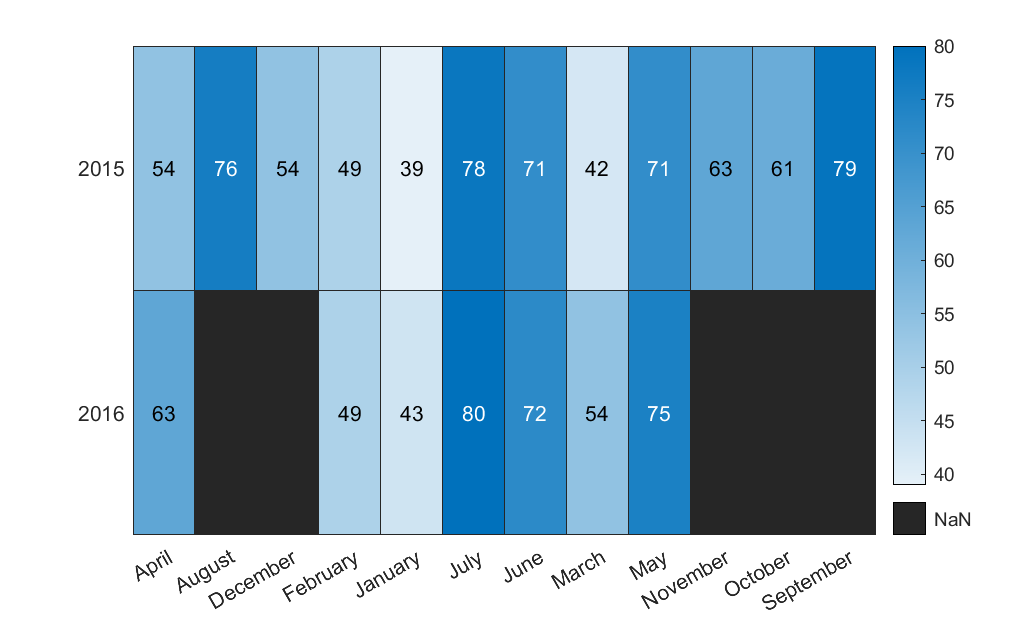 2015 54 76 54 49 39 78 71 42 71 63 61 79
2016 63 49 43 80 72 54 75
April August December February January July June March May November October September
80
75
70
65
60
55
50
45
40
NaN